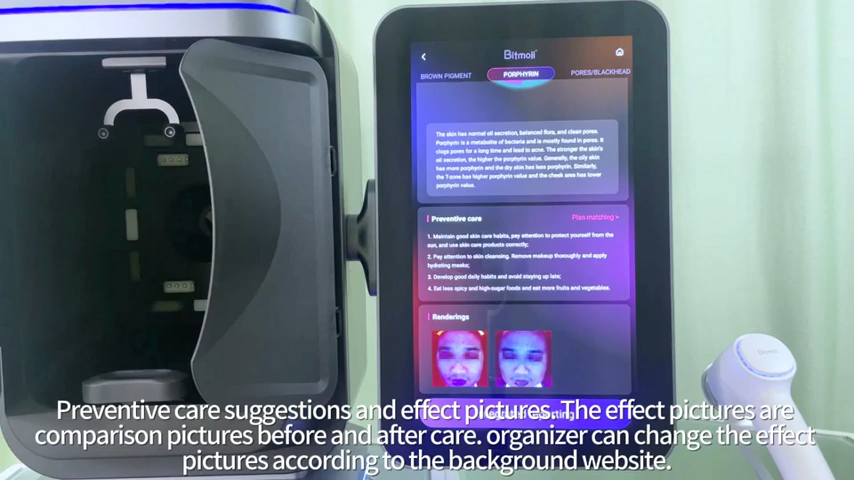 Bitmoji
BROWN PIGMENT PORPHYRIN PORES/BLACKHEAD
The skin has normal oil secretion, balanced flora, and clean pores.
Porphyrin is a metabolite of bacteria and is mostly found in pores. It
clogs pores for a long time and lead to acne. The stronger the skin's
oil secretion, the higher the porphyrin value. Generally, the oily skin
has more porphyrin and the dry skin has less porphyrin. Similarly,
the T-zone has higher porphyrin value and the cheek area has lower
porphyrin value.
Preventive care Plan matching >
1. Maintain good skin care habits, pay attention to protect yourself from the
sun, and use skin care products correctly;
2. Pay attention to skin cleansing. Remove makeup thoroughly and apply
hydrating masks;
3. Develop good daily habits and avoid staying up late;
4. Eat less spicy and high-sugar foods and eat more fruits and vegetables.
Renderings
Preventive care suggestions and effect pictures. The effect pictures are
comparison pictures before and after care. organizer can change the effect
pictures according to the background website.